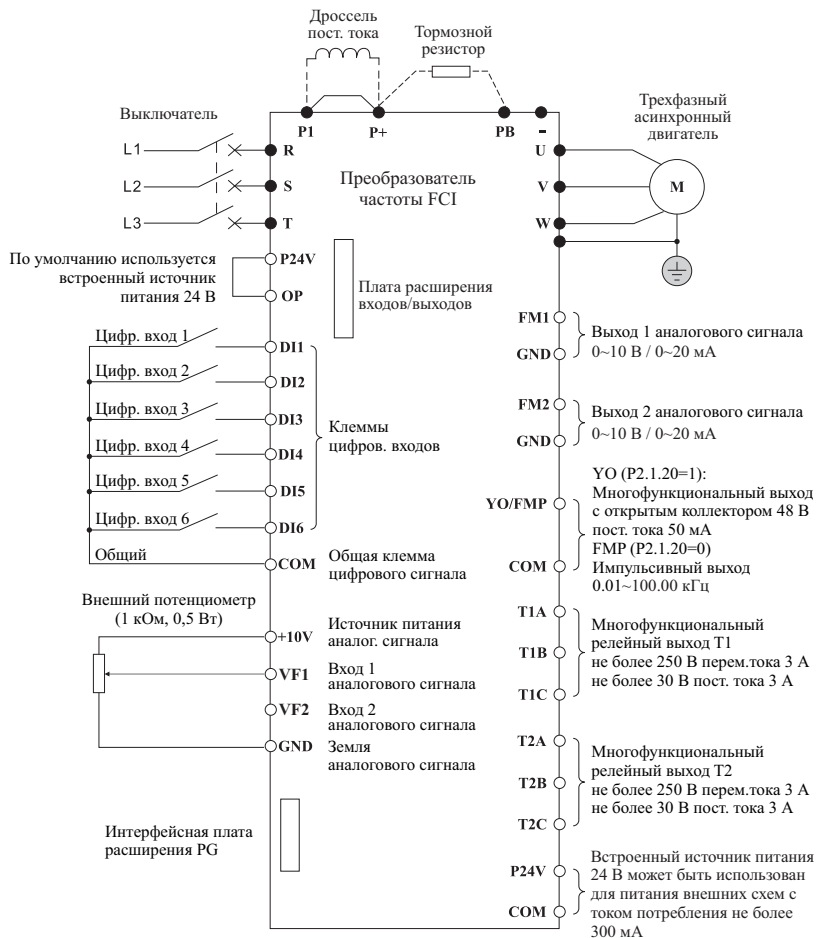 Дроссель
пост. тока
Тормозной
резистор
Выключатель
Трехфазный
асинхронный
двигатель
P1
P+
PB
-
L1
R
U
L2
S
V
M
L3
T
W
Преобразователь
частоты FCI
По умолчанию используется
встроенный источник
питания 24 В
P24V
OP
Плата расширения
входов/выходов
Цифр. вход 1
DI1
Цифр. вход 2
DI2
Цифр. вход 3
DI3
Цифр. вход 4
DI4
Цифр. вход 5
DI5
Цифр. вход 6
DI6
Клеммы
цифров. входов
Общий
COM
Общая клемма
цифрового сигнала
Внешний потенциометр
(1 кОм, 0,5 Вт)
+10V
Источник питания
аналог. сигнала
VF1
Вход 1
аналогового сигнала
VF2
Вход 2
аналогового сигнала
GND
Земля
аналогового сигнала
Интерфейсная плата
расширения PG
FM1
GND
Выход 1 аналогового сигнала
0~10 В / 0~20 мА
FM2
GND
Выход 2 аналогового сигнала
0~10 В / 0~20 мА
YO/FMP
COM
YO (P2.1.20=1):
Многофункциональный выход
с открытым коллектором 48 В
пост. тока 50 мА
FMP (P2.1.20=0)
Импульсивный выход
0.01~100.00 кГц
T1A
T1B
T1C
Многофункциональный
релейный выход T1
не более 250 В перем.тока 3 А
не более 30 В пост. тока 3 А
T2A
T2B
T2C
Многофункциональный
релейный выход T2
не более 250 В перем.тока 3 А
не более 30 В пост. тока 3 А
P24V
COM
Встроенный источник питания
24 В может быть использован
для питания внешних схем с
током потребления не более
300 мА